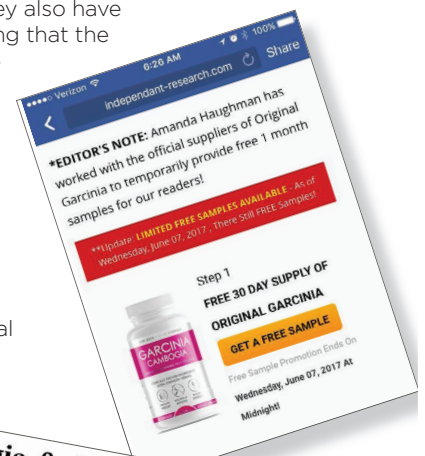 ey also have
ng that the
●●●●○ Verizon 6:26 AM 100%
independant-research.com Share
*EDITOR'S NOTE: Amanda Haughman has
worked with the official suppliers of Original
Garcinia to temporarily provide free 1 month
samples for our readers!
**Update: LIMITED FREE SAMPLES AVAILABLE - As of
Wednesday, June 07, 2017 , There Still FREE Samples!
Step 1
FREE 30 DAY SUPPLY OF
ORIGINAL GARCINIA
GET A FREE SAMPLE
Free Sample Promotion Ends On
Wednesday, June 07, 2017 At
Midnight!
GARCINIA
CAMBOGIA
al